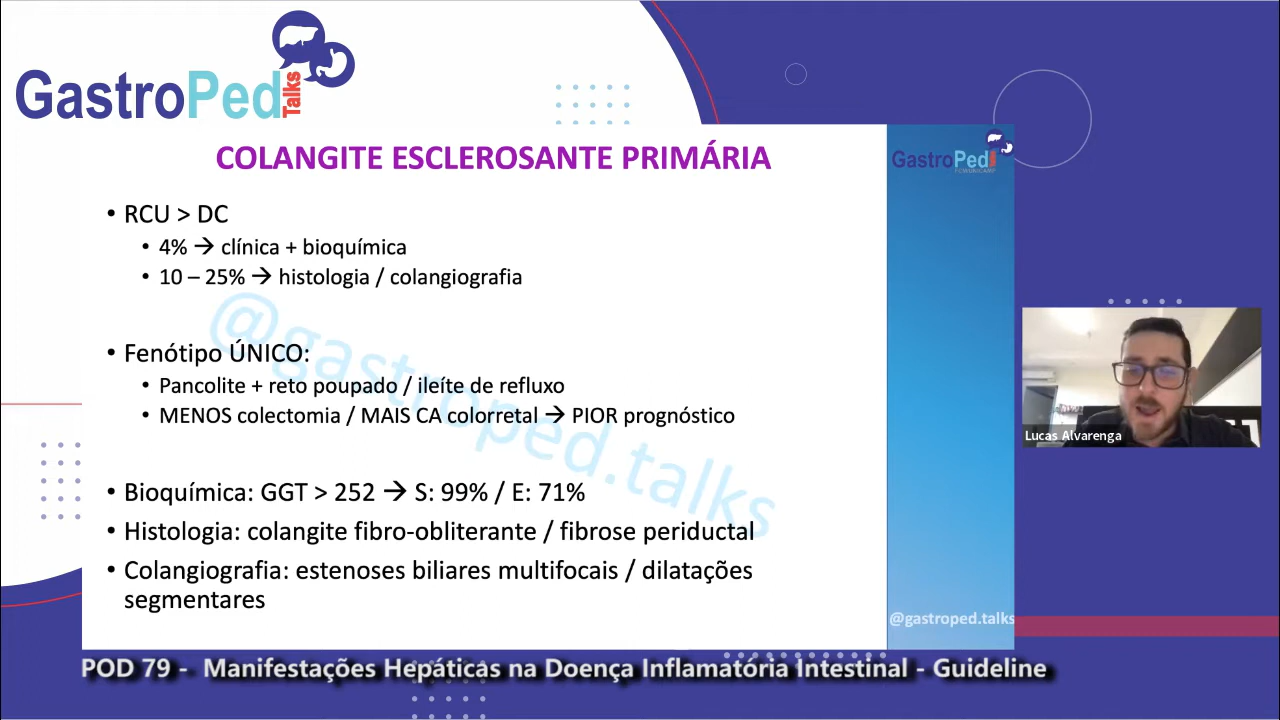 GastroPed
Talks
GastroPed
COLANGITE ESCLEROSANTE PRIMÁRIA
• RCU > DC
• 4% → clínica + bioquímica
• 10 – 25% → histologia / colangiografia
• Fenótipo ÚNICO:
• Pancolite + reto poupado / ileíte de refluxo
• MENOS colectomia / MAIS CA colorretal → PIOR prognóstico
• Bioquímica: GGT > 252 → S: 99% / E: 71%
• Histologia: colangite fibro-obliterante / fibrose periductal
• Colangiografia: estenoses biliares multifocais / dilatações
segmentares
@gastroped.talks
@gastroped.talks
Lucas Alvarenga
POD 79 - Manifestações Hepáticas na Doença Inflamatória Intestinal - Guideline